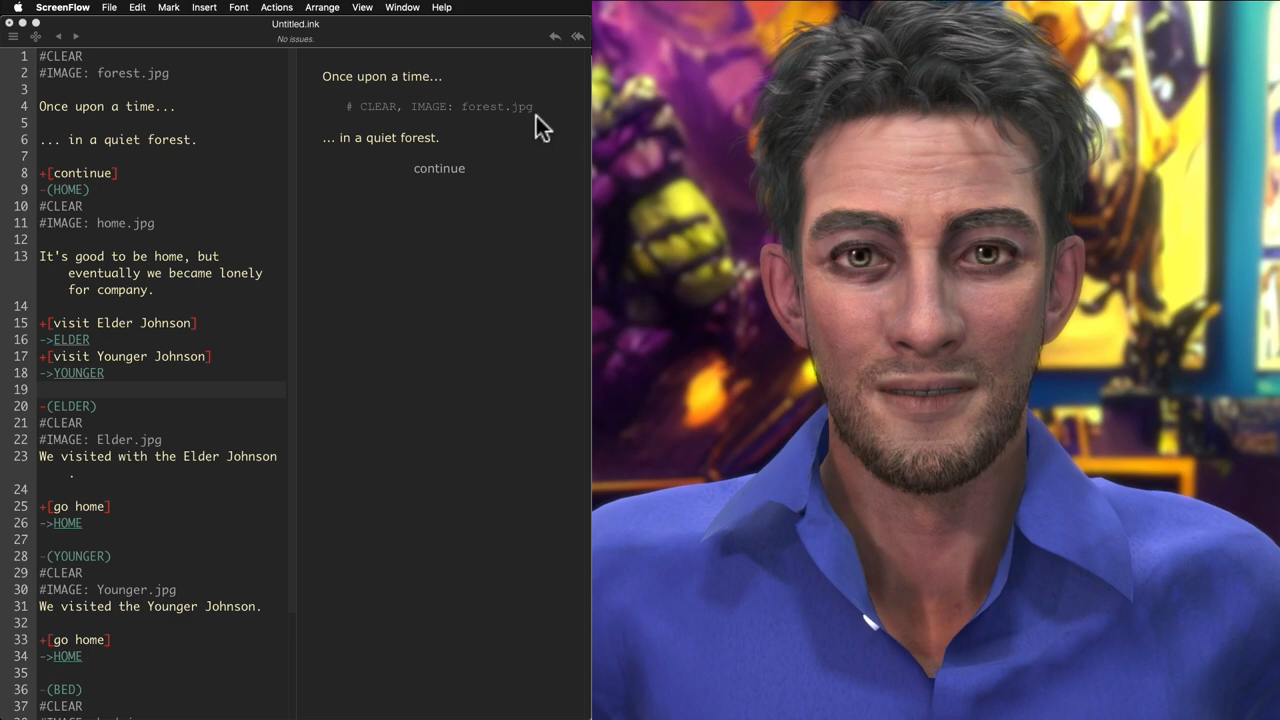 ScreenFlow File Edit Mark Insert Font Actions Arrange View Window Help
Untitled.ink
No issues.
1 #CLEAR
2 #IMAGE: forest.jpg
3
4 Once upon a time...
5
6 ... in a quiet forest.
7
8 +[continue]
9 -(HOME)
10 #CLEAR
11 #IMAGE: home.jpg
12
13 It's good to be home, but
eventually we became lonely
for company.
14
15 +[visit Elder Johnson]
16 ->ELDER
17 +[visit Younger Johnson]
18 ->YOUNGER
19
20 -(ELDER)
21 #CLEAR
22 #IMAGE: Elder.jpg
23 We visited with the Elder Johnson
.
24
25 +[go home]
26 ->HOME
27
28 -(YOUNGER)
29 #CLEAR
30 #IMAGE: Younger.jpg
31 We visited the Younger Johnson.
32
33 +[go home]
34 ->HOME
35
36 -(BED)
37 #CLEAR
Once upon a time...
# CLEAR, IMAGE: forest.jpg
... in a quiet forest.
continue